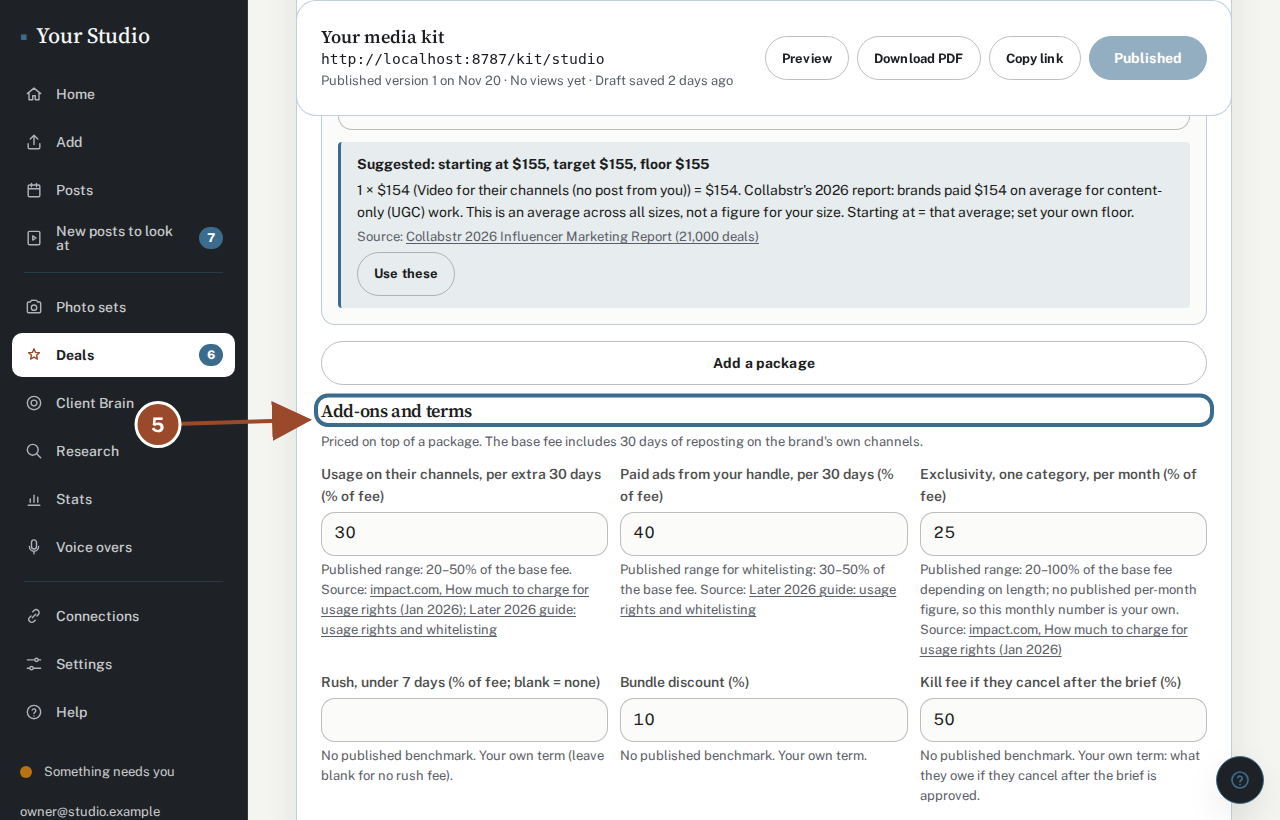 Your Studio
Home
Add
Posts
New posts to look
at
7
Photo sets
Deals
6
Client Brain
Research
Stats
Voice overs
Connections
Settings
Help
Something needs you
owner@studio.example
Your media kit
http://localhost:8787/kit/studio
Published version 1 on Nov 20 · No views yet · Draft saved 2 days ago
Preview
Download PDF
Copy link
Published
Suggested: starting at $155, target $155, floor $155
1 × $154 (Video for their channels (no post from you)) = $154. Collabstr's 2026 report: brands paid $154 on average for content-
only (UGC) work. This is an average across all sizes, not a figure for your size. Starting at = that average; set your own floor.
Source: Collabstr 2026 Influencer Marketing Report (21,000 deals)
Use these
Add a package
5
Add-ons and terms
Priced on top of a package. The base fee includes 30 days of reposting on the brand's own channels.
Usage on their channels, per extra 30 days
(% of fee)
30
Published range: 20–50% of the base fee.
Source: impact.com, How much to charge for
usage rights (Jan 2026); Later 2026 guide:
usage rights and whitelisting
Paid ads from your handle, per 30 days (%
of fee)
40
Published range for whitelisting: 30–50% of
the base fee. Source: Later 2026 guide: usage
rights and whitelisting
Exclusivity, one category, per month (% of
fee)
25
Published range: 20–100% of the base fee
depending on length; no published per-month
figure, so this monthly number is your own.
Source: impact.com, How much to charge for
usage rights (Jan 2026)
Rush, under 7 days (% of fee; blank = none)
No published benchmark. Your own term (leave
blank for no rush fee).
Bundle discount (%)
10
No published benchmark. Your own term.
Kill fee if they cancel after the brief (%)
50
No published benchmark. Your own term: what
they owe if they cancel after the brief is
approved.